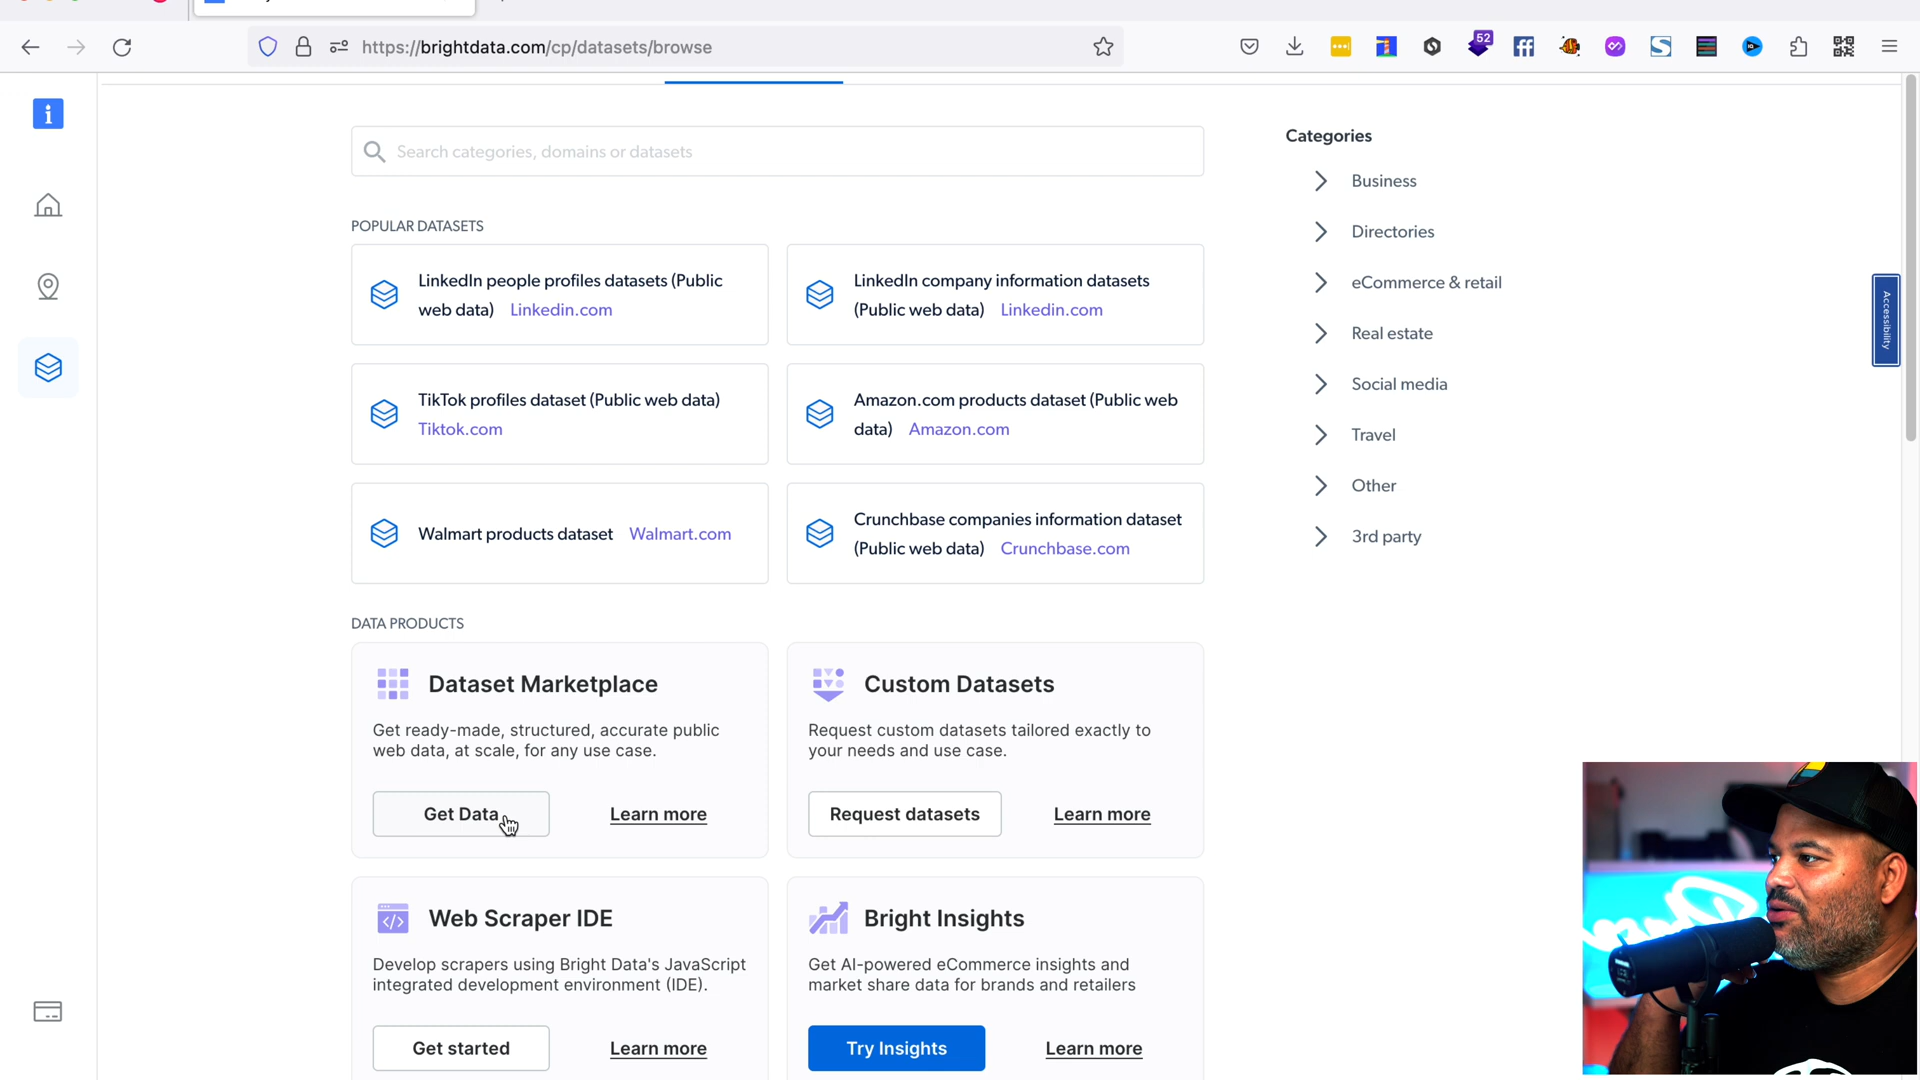 https://brightdata.com/cp/datasets/browse
52
Search categories, domains or datasets
POPULAR DATASETS
LinkedIn people profiles datasets (Public
web data) Linkedin.com
LinkedIn company information datasets
(Public web data) Linkedin.com
TikTok profiles dataset (Public web data)
Tiktok.com
Amazon.com products dataset (Public web
data) Amazon.com
Walmart products dataset Walmart.com
Crunchbase companies information dataset
(Public web data) Crunchbase.com
Categories
Business
Directories
eCommerce & retail
Real estate
Social media
Travel
Other
3rd party
Accessibility
DATA PRODUCTS
Dataset Marketplace
Get ready-made, structured, accurate public
web data, at scale, for any use case.
Get Data
Learn more
Custom Datasets
Request custom datasets tailored exactly to
your needs and use case.
Request datasets
Learn more
Web Scraper IDE
Develop scrapers using Bright Data's JavaScript
integrated development environment (IDE).
Get started
Learn more
Bright Insights
Get AI-powered eCommerce insights and
market share data for brands and retailers
Try Insights
Learn more